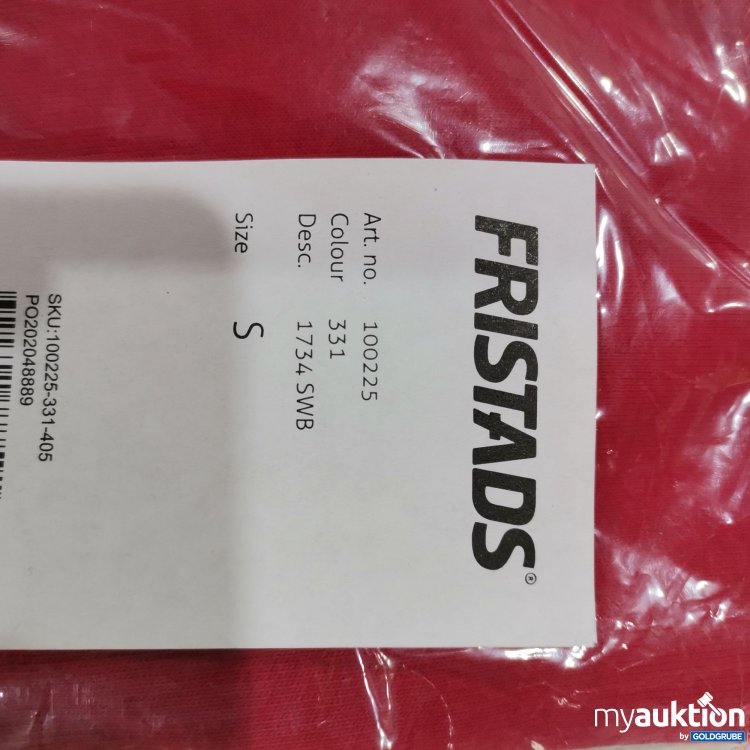 FRISTADS®
Art. no. 100225
Colour 331
Desc. 1734 SWB
Size S
SKU:100225-331-405
PO202048889
myauktion
by GOLDGRUBE